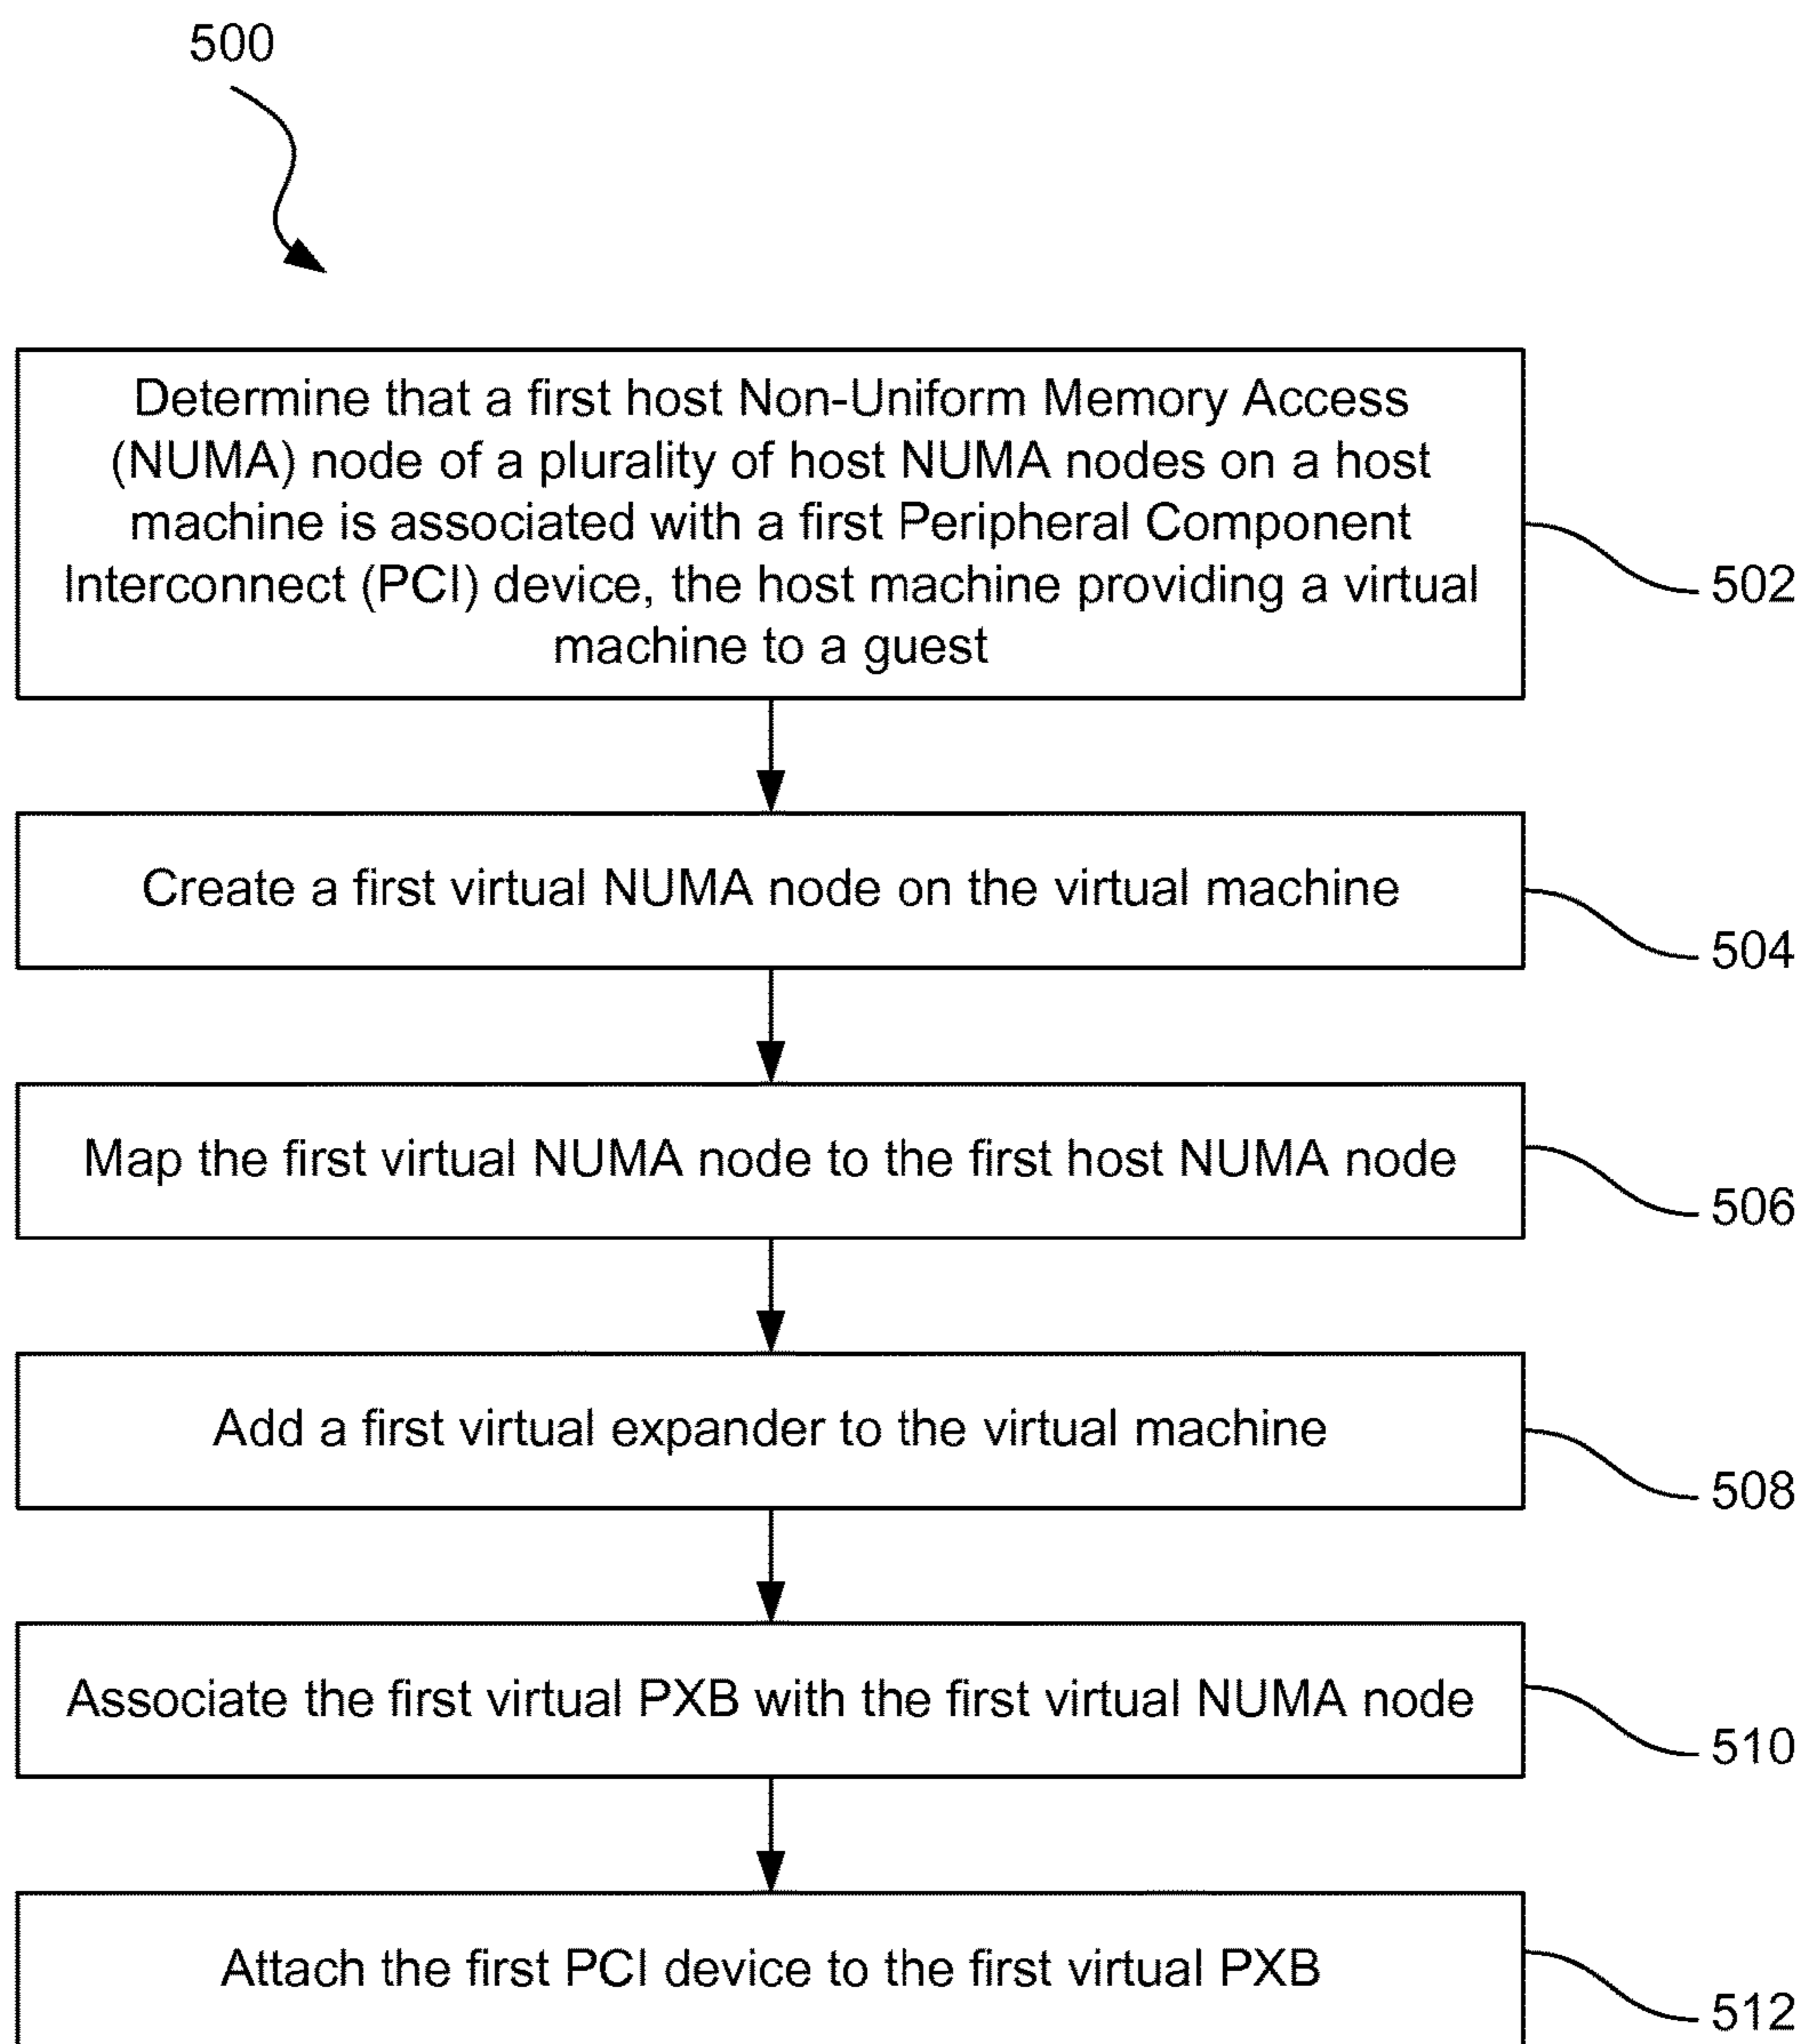 500
Determine that a first host Non-Uniform Memory Access
(NUMA) node of a plurality of host NUMA nodes on a host
machine is associated with a first Peripheral Component
Interconnect (PCI) device, the host machine providing a virtual
machine to a guest
502
Create a first virtual NUMA node on the virtual machine
504
Map the first virtual NUMA node to the first host NUMA node
506
Add a first virtual expander to the virtual machine
508
Associate the first virtual PXB with the first virtual NUMA node
510
Attach the first PCI device to the first virtual PXB
512